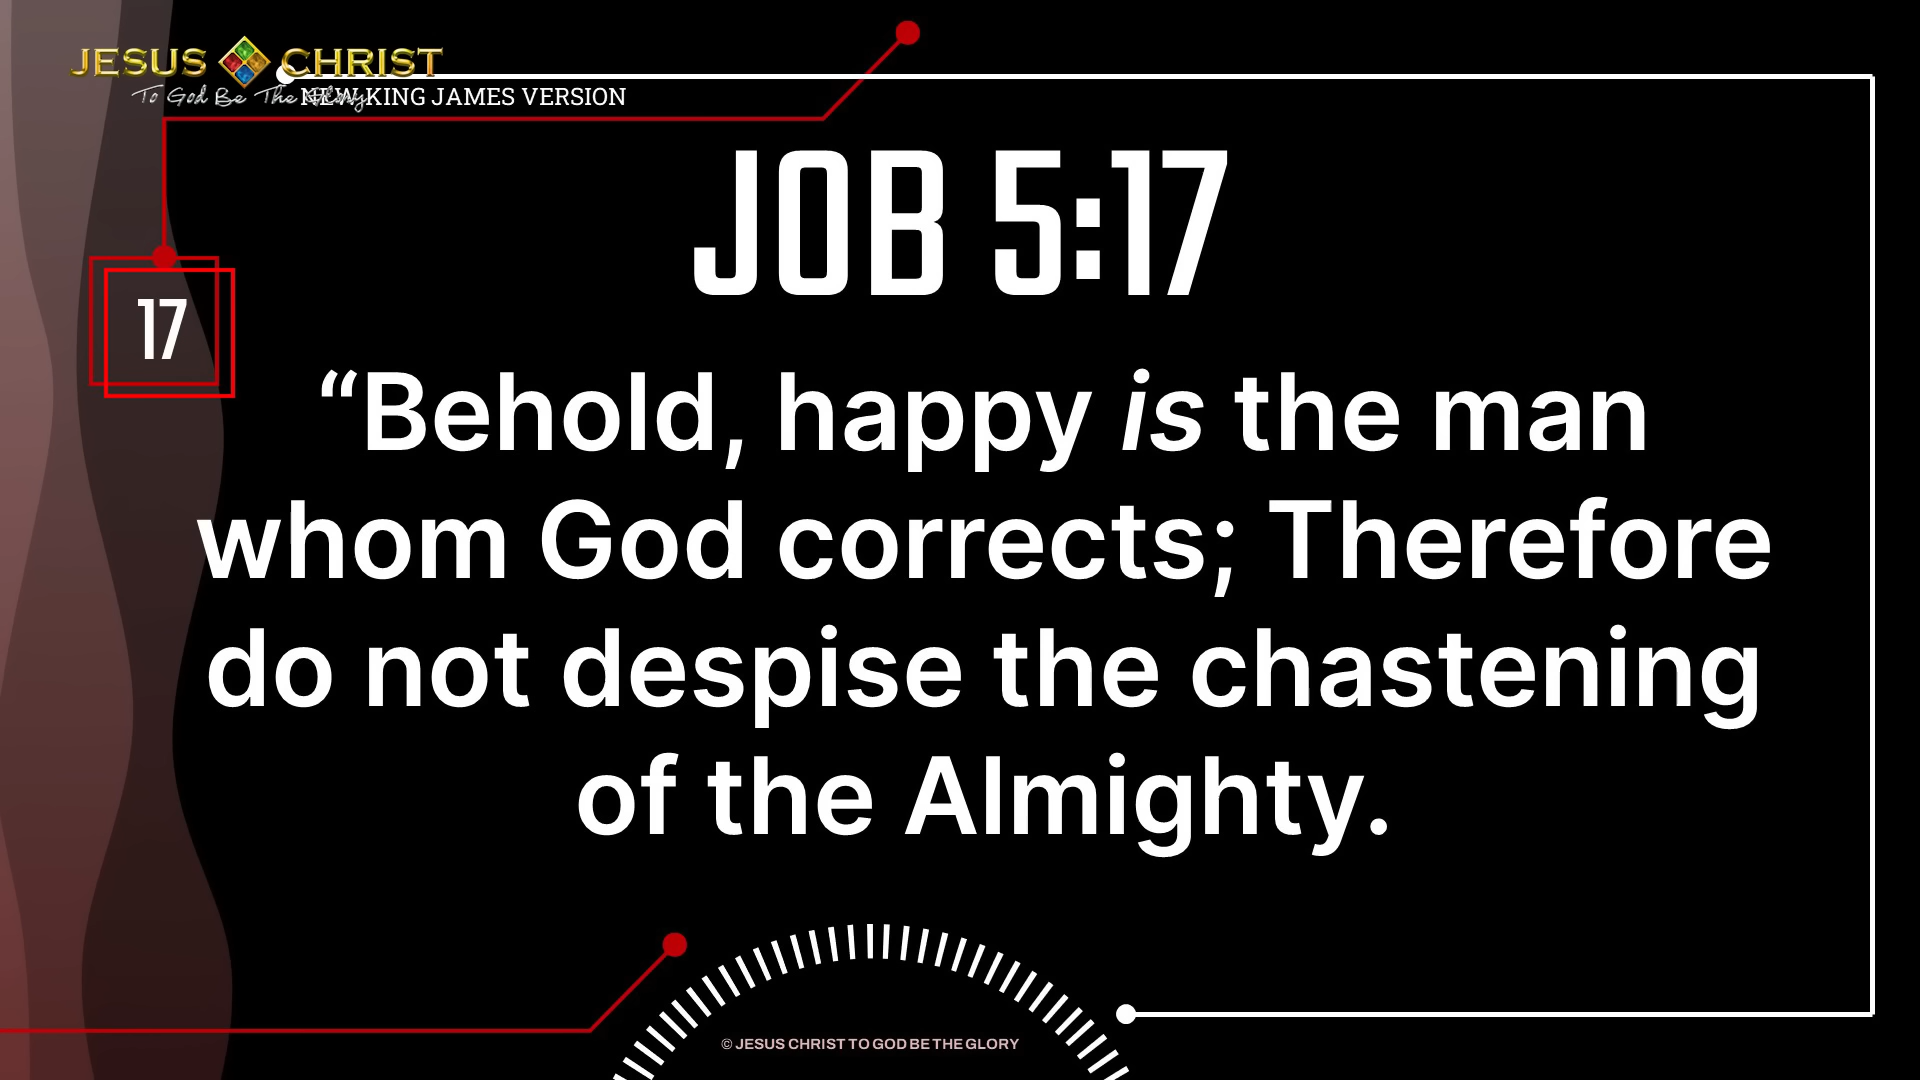 JESUS CHRIST
To God Be The Glory
NEW KING JAMES VERSION
JOB 5:17
17
“Behold, happy is the man
whom God corrects; Therefore
do not despise the chastening
of the Almighty.
© JESUS CHRIST TO GOD BE THE GLORY